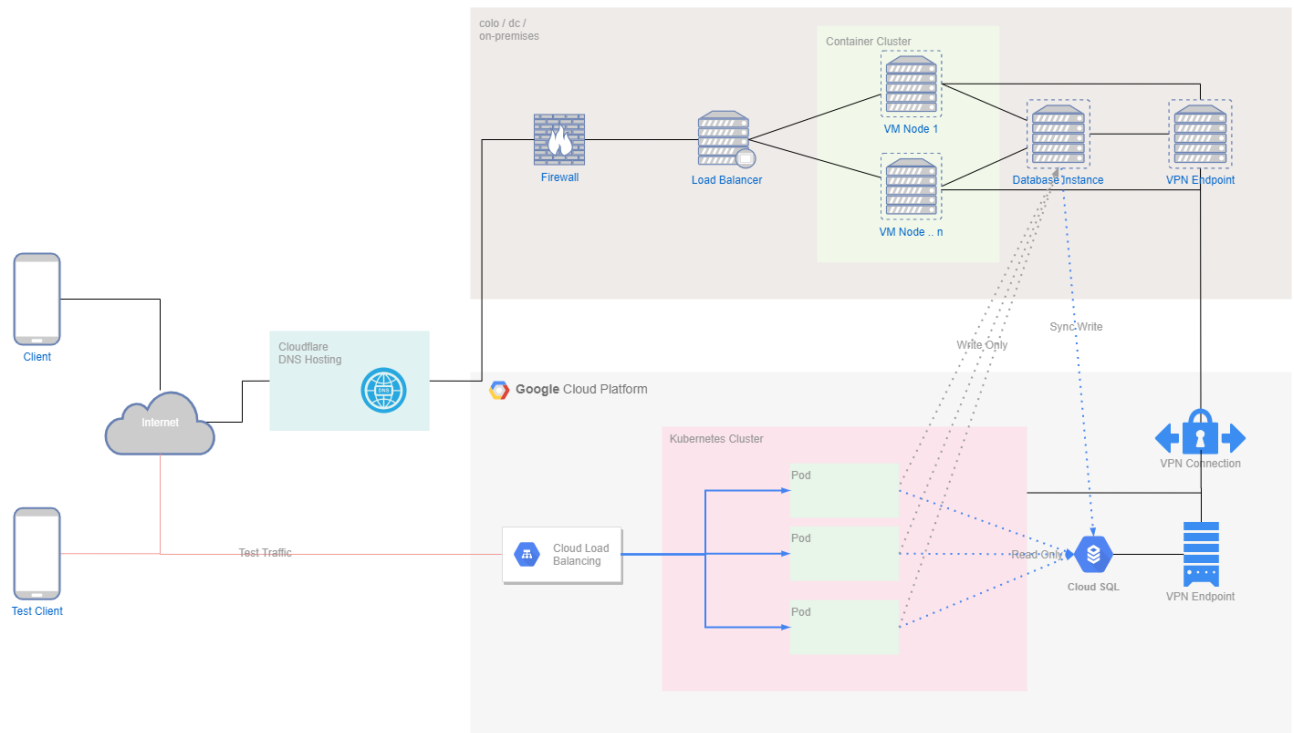 colo / dc /
on-premises
Container Cluster
VM Node 1
Firewall
Load Balancer
Database Instance
VPN Endpoint
VM Node .. n
Client
Cloudflare
DNS Hosting
DNS
Internet
Sync Write
Write Only
Google Cloud Platform
Kubernetes Cluster
VPN Connection
Pod
Pod
Pod
Test Traffic
Cloud Load
Balancing
Read Only
Cloud SQL
VPN Endpoint
Test Client